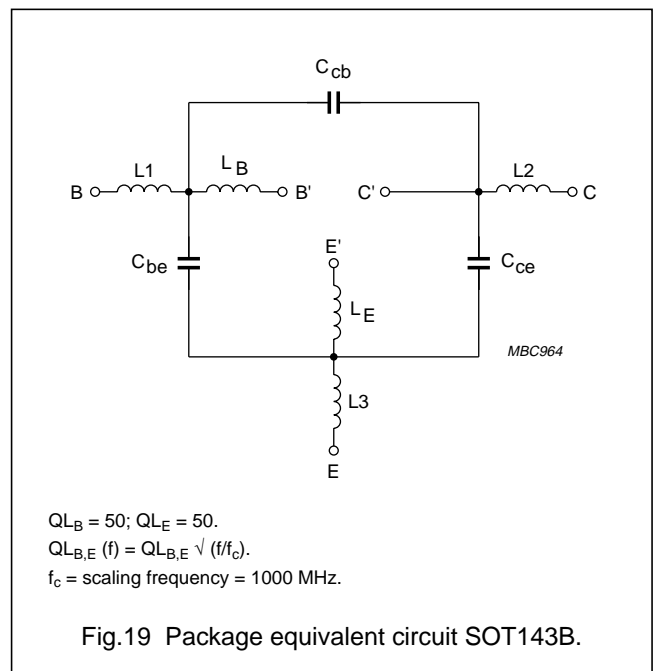 C_cb
L1
L_B
L2
B
B'
C'
C
C_be
E'
C_ce
L_E
MBC964
L3
E
QL_B = 50; QL_E = 50.
QL_B,E (f) = QL_B,E √ (f/f_c).
f_c = scaling frequency = 1000 MHz.
Fig.19 Package equivalent circuit SOT143B.